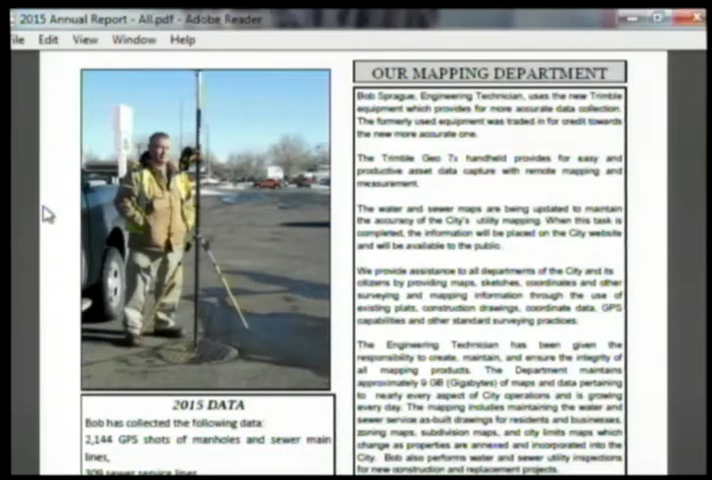 2015 Annual Report - All.pdf - Adobe Reader
ile Edit View Window Help
OUR MAPPING DEPARTMENT
Bob Sprague, Engineering Technician, uses the new Trimble
equipment which provides for more accurate data collection.
The formerly used equipment was traded in for credit towards
the new more accurate one.
The Trimble Geo 7x handheld provides for easy and
productive asset data capture with remote mapping and
measurement.
The water and sewer maps are being updated to maintain
the accuracy of the City's utility mapping. When this task is
completed, the information will be placed on the City website
and will be available to the public.
We provide assistance to all departments of the City and its
citizens by providing maps, sketches, coordinates and other
surveying and mapping information through the use of
existing plats, construction drawings, coordinate data, GPS
capabilities and other standard surveying practices.
The Engineering Technician has been given the
responsibility to create, maintain, and ensure the integrity of
all mapping products. The Department maintains
approximately 9 GB (Gigabytes) of maps and data pertaining
to nearly every aspect of City operations and is growing
every day. The mapping includes maintaining the water and
sewer service as-built drawings for residents and businesses,
zoning maps, subdivision maps, and city limits maps which
change as properties are annexed and incorporated into the
City. Bob also performs water and sewer utility inspections
for new construction and replacement projects.
2015 DATA
Bob has collected the following data:
2,144 GPS shots of manholes and sewer main
lines,
309 sewer service lines